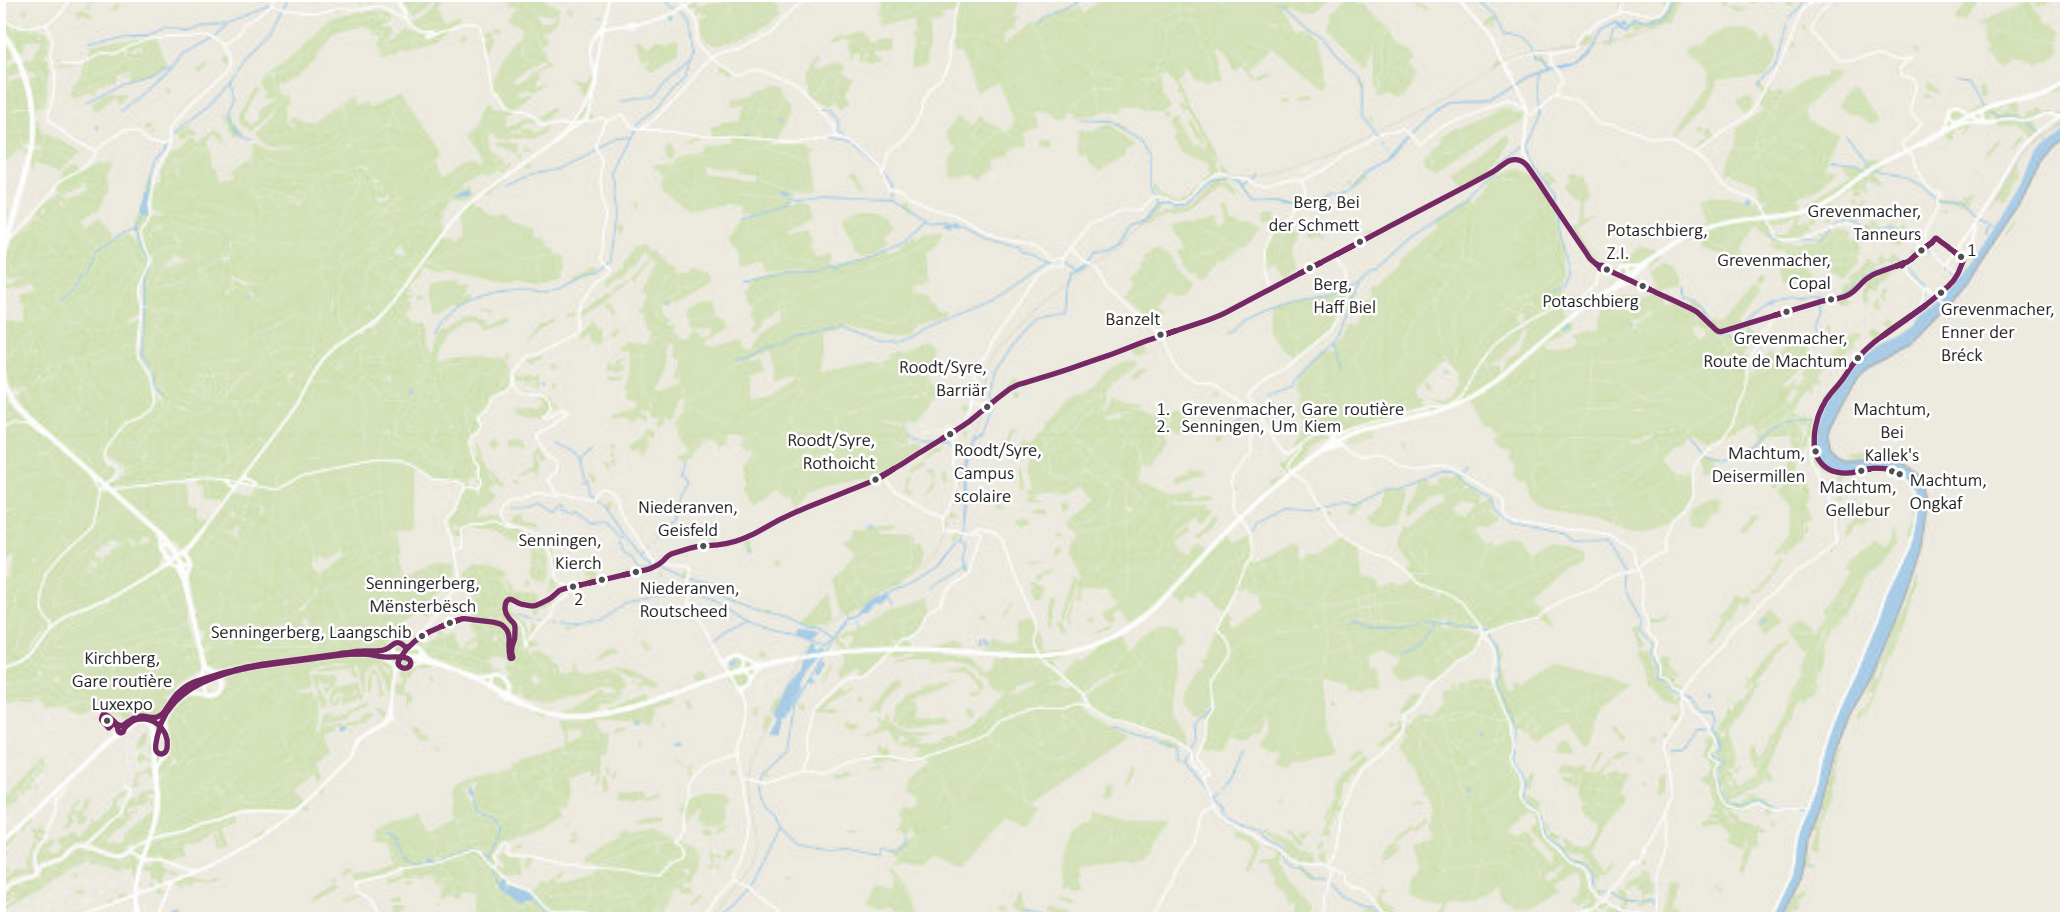 Berg, Bei
der Schmett
Grevenmacher,
Tanneurs
Potaschbierg,
Z.I.
1
Grevenmacher,
Copal
Berg,
Haff Biel
Potaschbierg
Grevenmacher,
Enner der
Bréck
Banzelt
Grevenmacher,
Route de Machtum
Roodt/Syre,
Barriär
1. Grevenmacher, Gare routière
2. Senningen, Um Kiem
Machtum,
Bei
Kallek's
Roodt/Syre,
Rothoicht
Roodt/Syre,
Campus
scolaire
Machtum,
Deisermillen
Machtum,
Gellebur
Machtum,
Ongkaf
Niederanven,
Geisfeld
Senningen,
Kierch
2
Niederanven,
Routscheed
Senningerberg,
Mënsterbësch
Senningerberg, Laangschib
Kirchberg,
Gare routière
Luxexpo